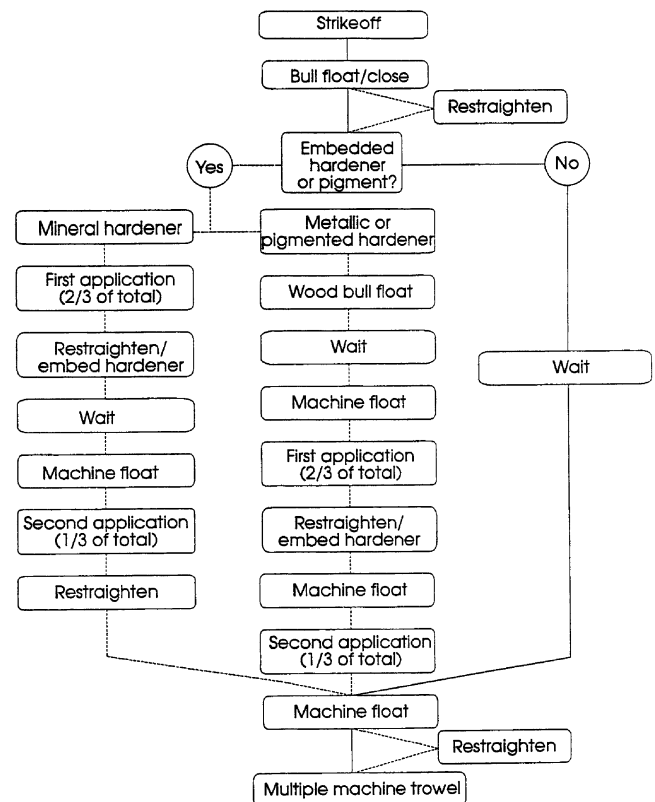 Strikeoff
Bull float/close
Restraighten
Embedded
hardener
or pigment?
Yes
No
Mineral hardener
Metallic or
pigmented hardener
First application
(2/3 of total)
Wood bull float
Restraighten/
embed hardener
Wait
Wait
Wait
Machine float
Machine float
First application
(2/3 of total)
Second application
(1/3 of total)
Restraighten/
embed hardener
Restraighten
Machine float
Second application
(1/3 of total)
Machine float
Restraighten
Multiple machine trowel